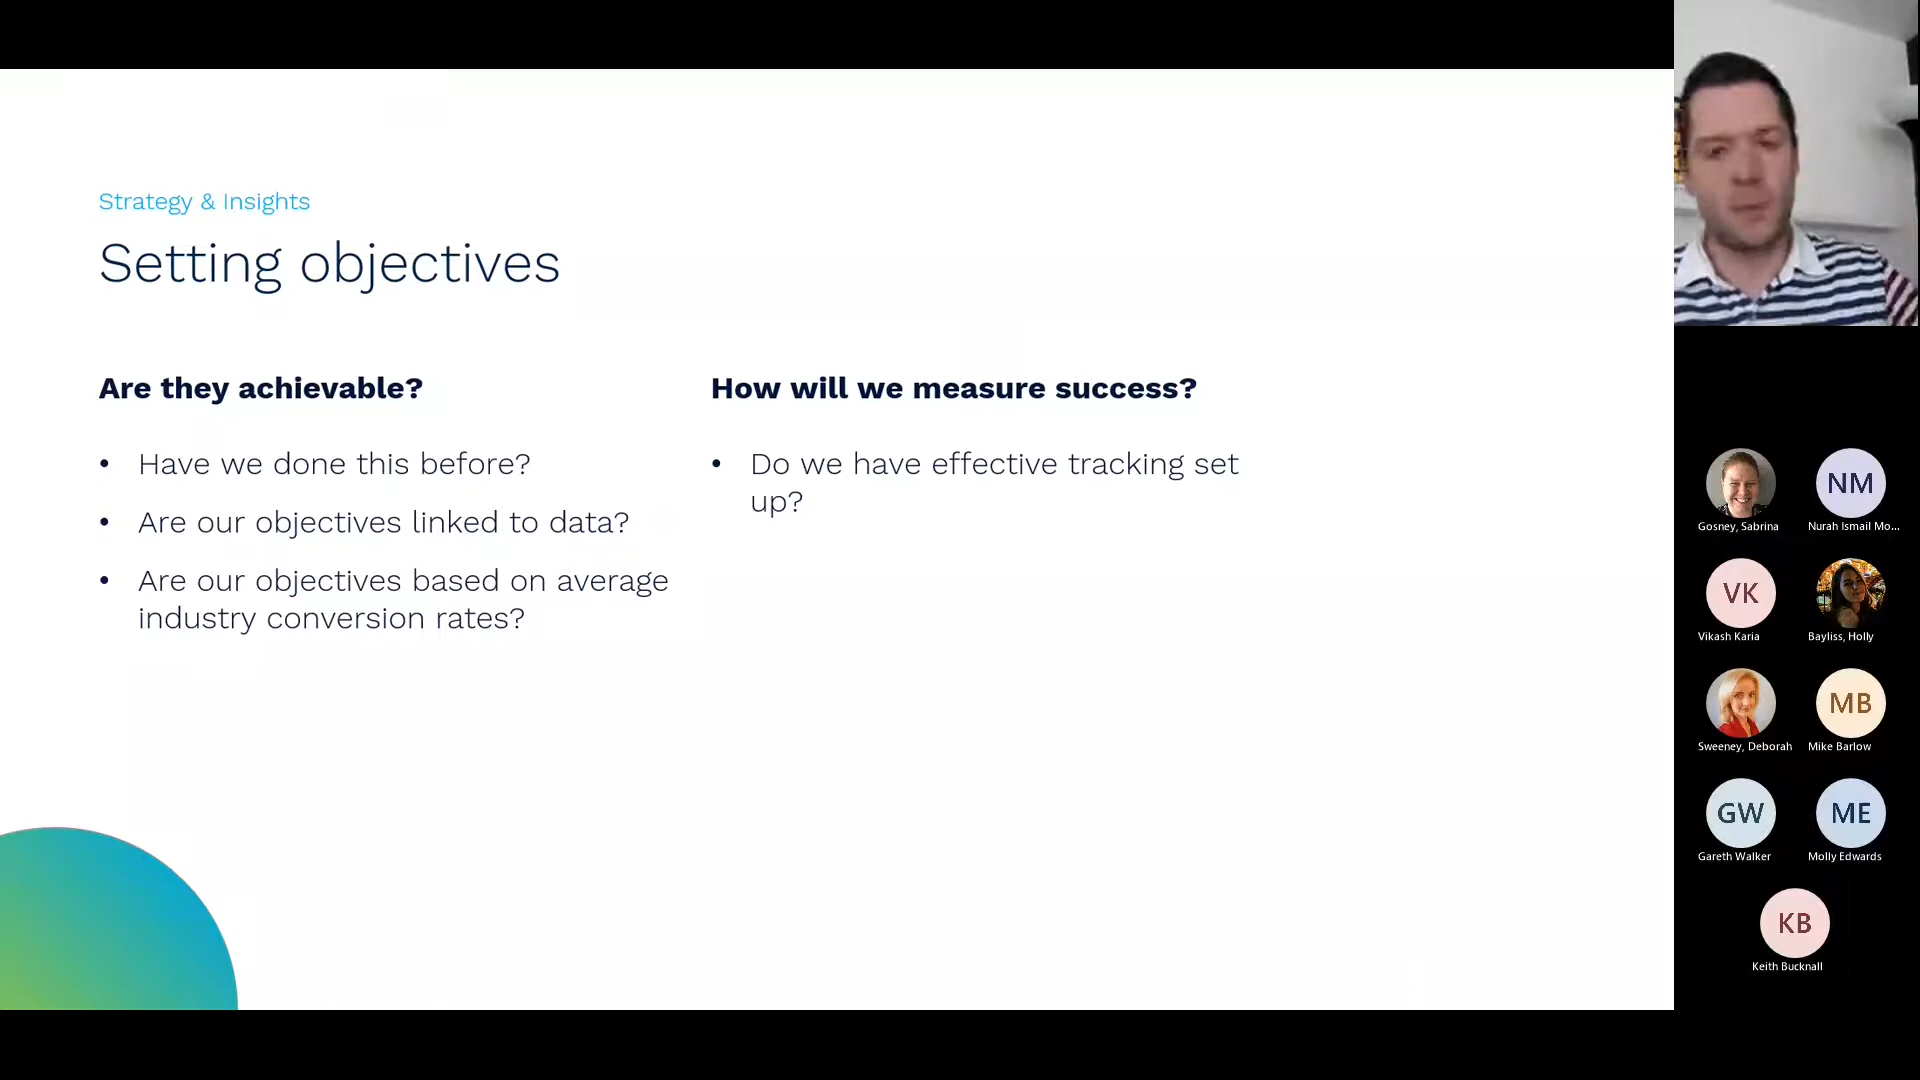 Strategy & Insights
Setting objectives
Are they achievable?
• Have we done this before?
• Are our objectives linked to data?
• Are our objectives based on average
industry conversion rates?
How will we measure success?
• Do we have effective tracking set
up?
Gosney, Sabrina
NM
Nurah Ismail Mo...
VK
Vikash Karia
Bayliss, Holly
Sweeney, Deborah
MB
Mike Barlow
GW
Gareth Walker
ME
Molly Edwards
KB
Keith Bucknall